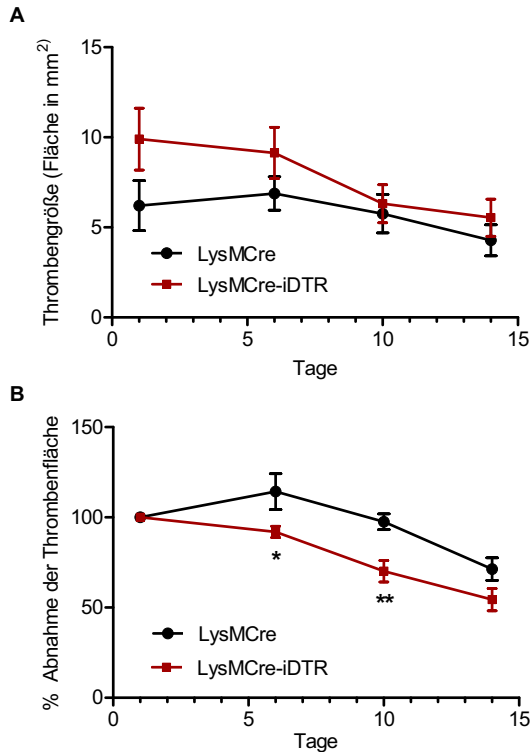 A
Thrombengröße (Fläche in mm²)
15
10
5
0
LysMCre
LysMCre-iDTR
0
5
10
15
Tage
B
% Abnahme der Thrombenfläche
150
100
50
0
*
**
LysMCre
LysMCre-iDTR
0
5
10
15
Tage